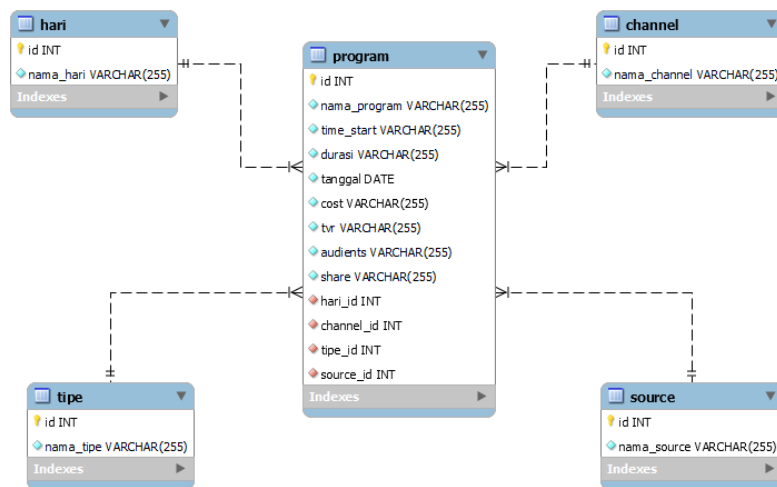 hari
id INT
nama_hari VARCHAR(255)
Indexes
program
id INT
nama_program VARCHAR(255)
time_start VARCHAR(255)
durasi VARCHAR(255)
tanggal DATE
cost VARCHAR(255)
tvr VARCHAR(255)
audients VARCHAR(255)
share VARCHAR(255)
hari_id INT
channel_id INT
tipe_id INT
source_id INT
Indexes
channel
id INT
nama_channel VARCHAR(255)
Indexes
tipe
id INT
nama_tipe VARCHAR(255)
Indexes
source
id INT
nama_source VARCHAR(255)
Indexes